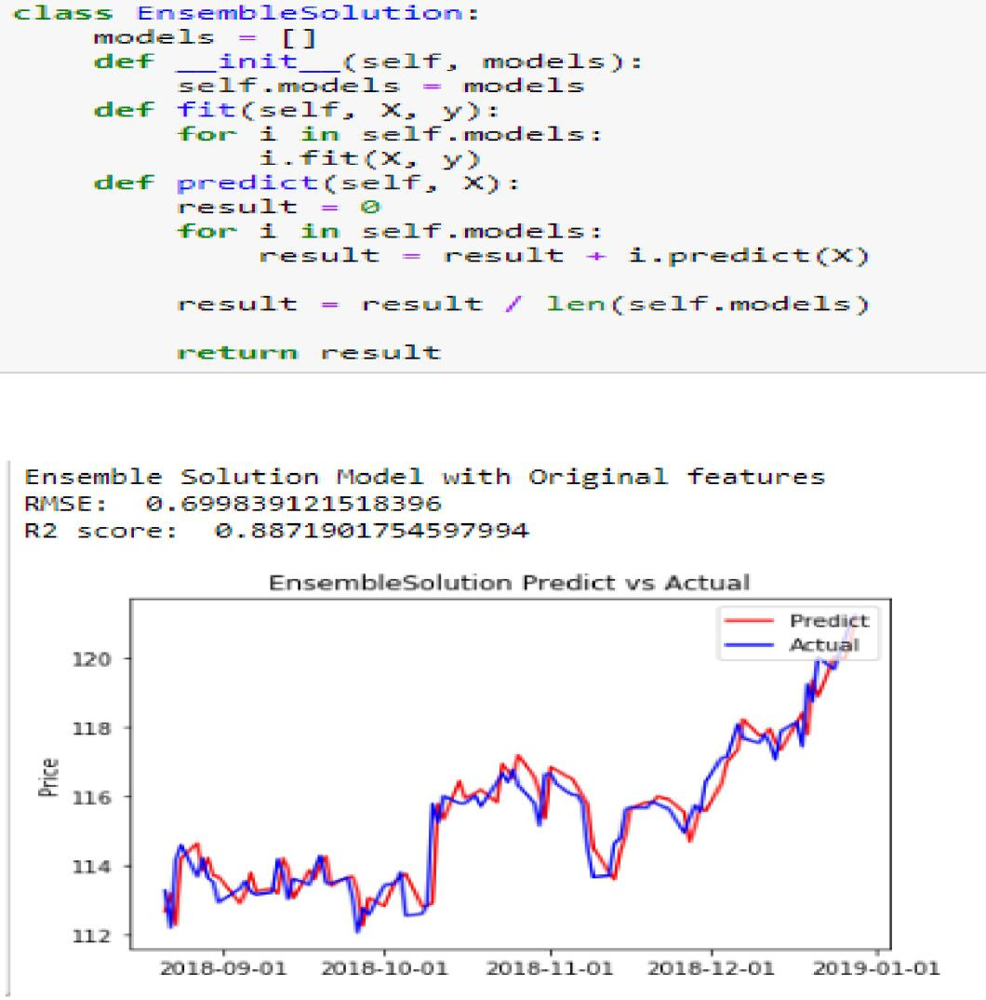 class EnsembleSolution:
    models = []
    def __init__(self, models):
        self.models = models
    def fit(self, X, y):
        for i in self.models:
            i.fit(X, y)
    def predict(self, X):
        result = 0
        for i in self.models:
            result = result + i.predict(X)
        result = result / len(self.models)
        return result
Ensemble Solution Model with Original features
RMSE:  0.699839121518396
R2 score:  0.8871901754597994
EnsembleSolution Predict vs Actual
Predict
Actual
120
118
116
114
112
Price
2018-09-01 2018-10-01 2018-11-01 2018-12-01 2019-01-01